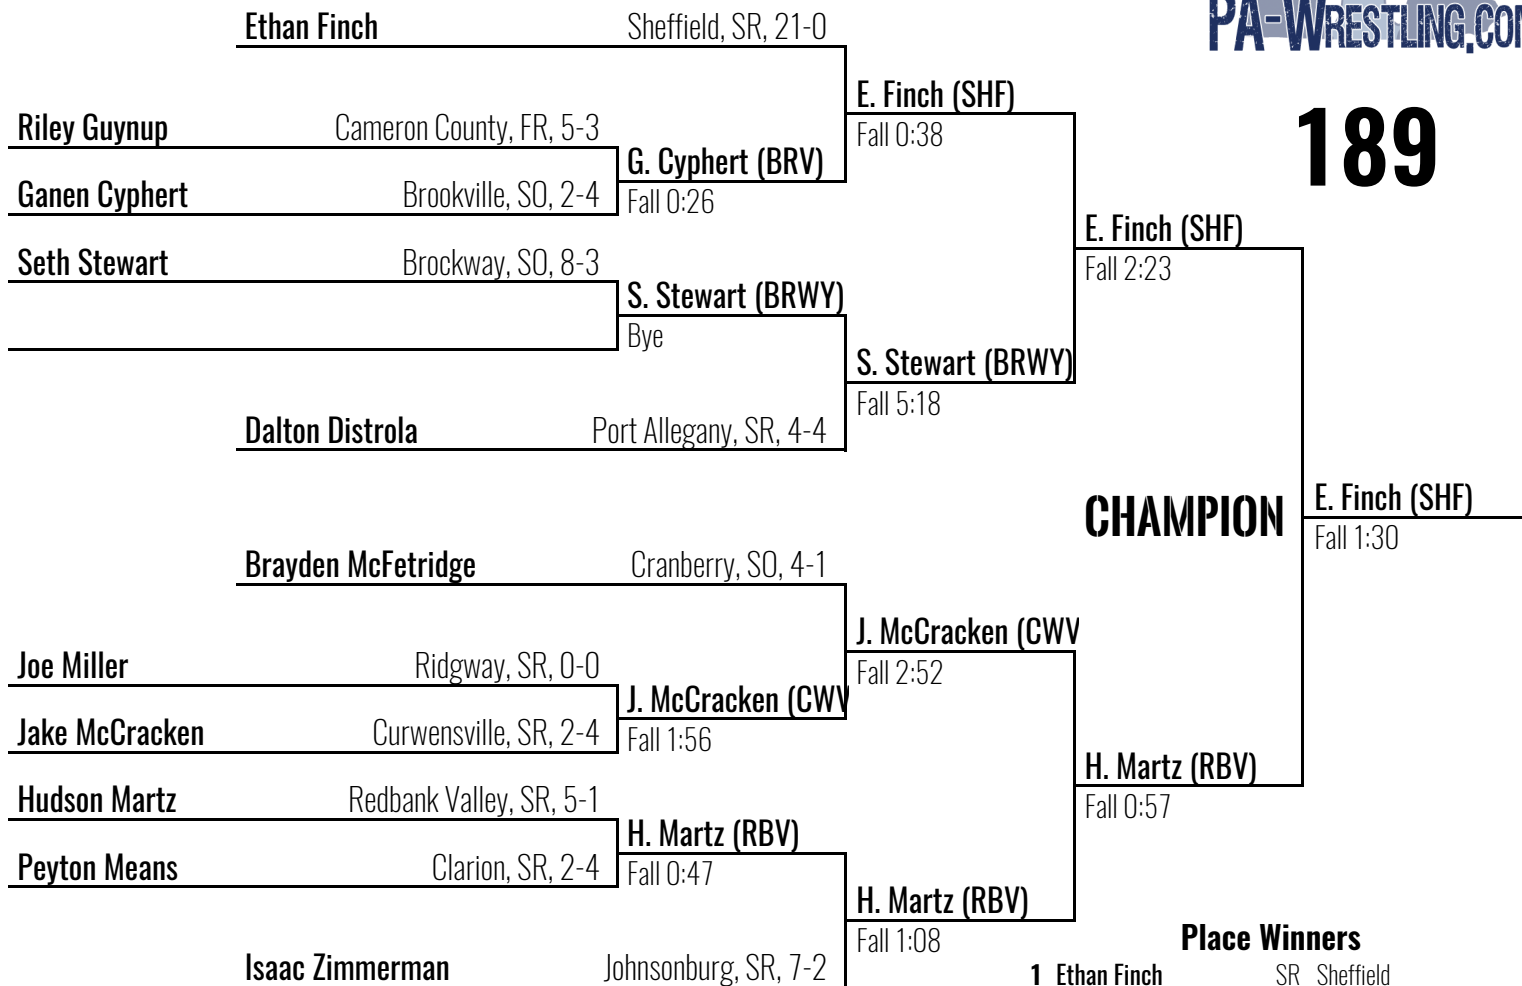 Ethan Finch Sheffield, SR, 21-0
PA-WRESTLING.COM
E. Finch (SHF)
Fall 0:38
189
Riley Guynup Cameron County, FR, 5-3
G. Cyphert (BRV)
Fall 0:26
Ganen Cyphert Brookville, SO, 2-4
E. Finch (SHF)
Fall 2:23
Seth Stewart Brockway, SO, 8-3
S. Stewart (BRWY)
Bye
S. Stewart (BRWY)
Fall 5:18
Dalton Distrola Port Allegany, SR, 4-4
CHAMPION
E. Finch (SHF)
Fall 1:30
Brayden McFetridge Cranberry, SO, 4-1
J. McCracken (CWV
Fall 2:52
Joe Miller Ridgway, SR, 0-0
J. McCracken (CWV
Fall 1:56
Jake McCracken Curwensville, SR, 2-4
H. Martz (RBV)
Fall 0:57
Hudson Martz Redbank Valley, SR, 5-1
H. Martz (RBV)
Fall 0:47
Peyton Means Clarion, SR, 2-4
H. Martz (RBV)
Fall 1:08
Isaac Zimmerman Johnsonburg, SR, 7-2
Place Winners
1 Ethan Finch SR Sheffield